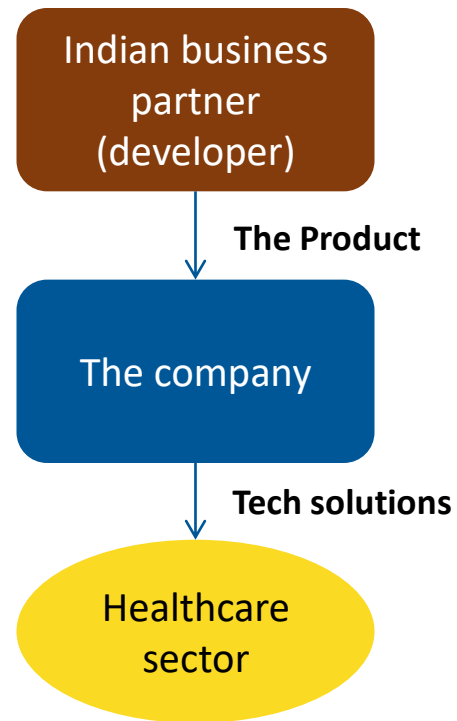 Indian business
partner
(developer)
The Product
The company
Tech solutions
Healthcare
sector